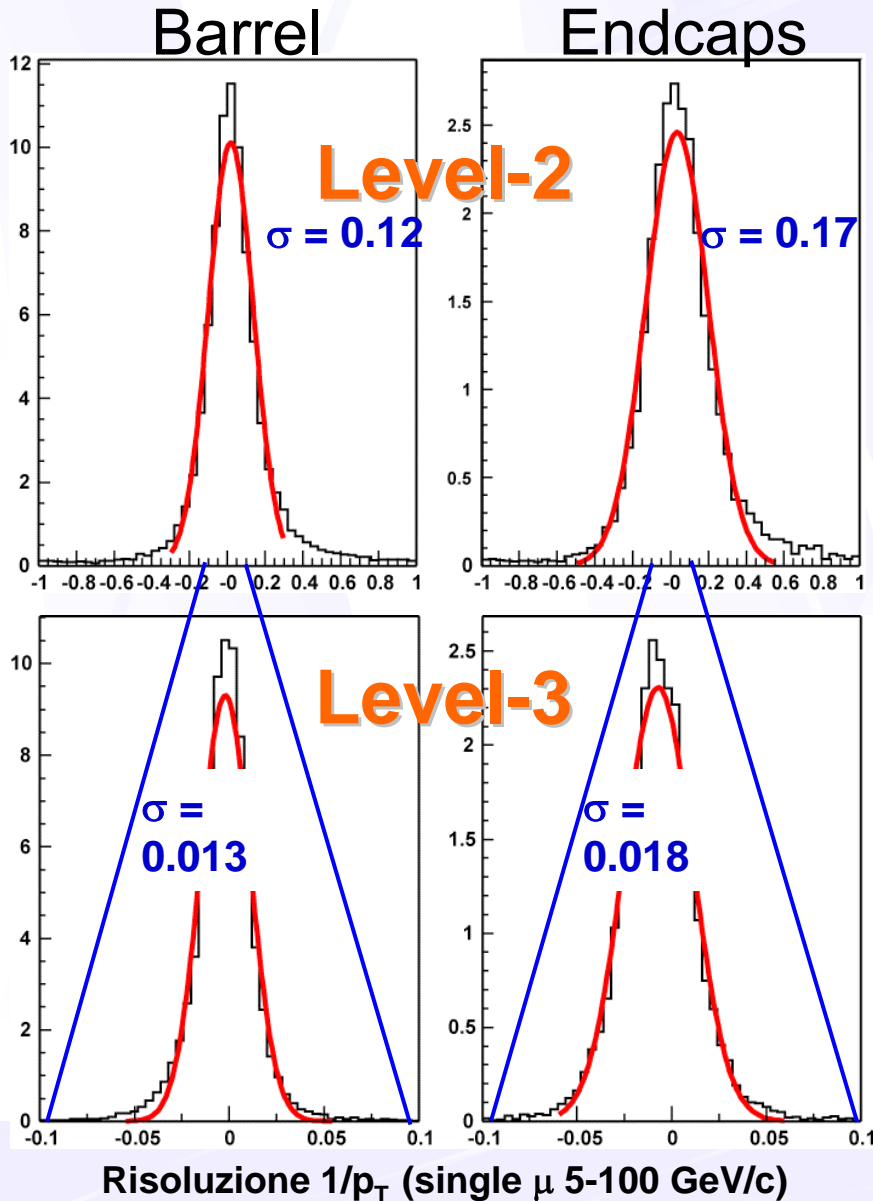 Barrel
Endcaps
12
10
8
6
4
2
0
-1 -0.8 -0.6 -0.4 -0.2 -0 0.2 0.4 0.6 0.8 1
2.5
2
1.5
1
0.5
0
-1 -0.8 -0.6 -0.4 -0.2 -0 0.2 0.4 0.6 0.8 1
Level-2
σ = 0.12
σ = 0.17
10
8
6
4
2
0
-0.1 -0.05 0 0.05 0.1
2.5
2
1.5
1
0.5
0
-0.1 -0.05 0 0.05 0.1
Level-3
σ =
0.013
σ =
0.018
Risoluzione 1/pT (single μ 5-100 GeV/c)